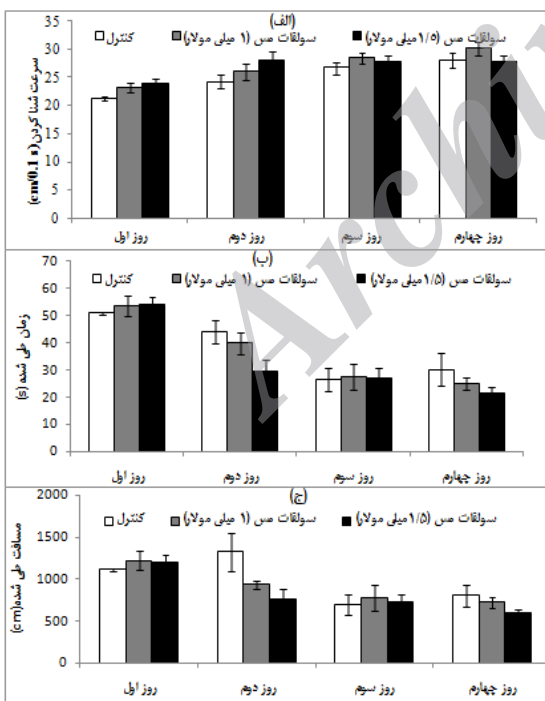 (الف)
کنترل سولفات مس (۱ میلی مولار) سولفات مس (۱/۵ میلی مولار)
سرعت شنا کردن (cm/0.1 s)
35
30
25
20
15
10
5
0
روز اول روز دوم روز سوم روز چهارم
(ب)
کنترل سولفات مس (۱ میلی مولار) سولفات مس (۱/۵ میلی مولار)
زمان طی شده (s)
70
60
50
40
30
20
10
0
روز اول روز دوم روز سوم روز چهارم
(ج)
کنترل سولفات مس (۱ میلی مولار) سولفات مس (۱/۵ میلی مولار)
مسافت طی شده (cm)
2000
1500
1000
500
0
روز اول روز دوم روز سوم روز چهارم